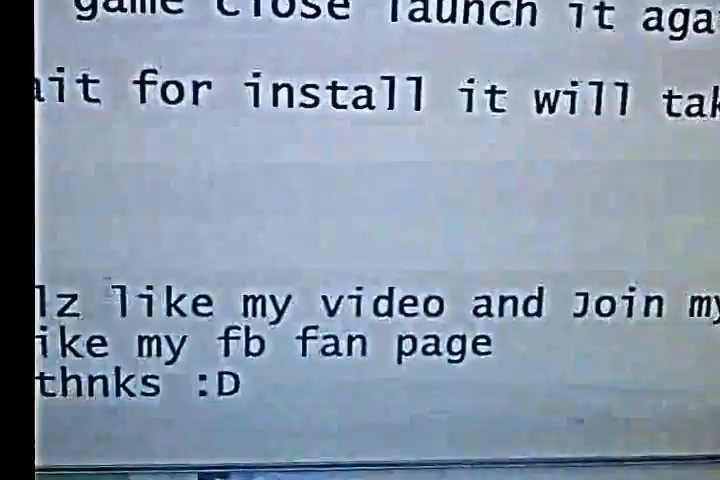 game close launch it aga
ait for install it will tak
lz like my video and Join my
ike my fb fan page
thnks :D